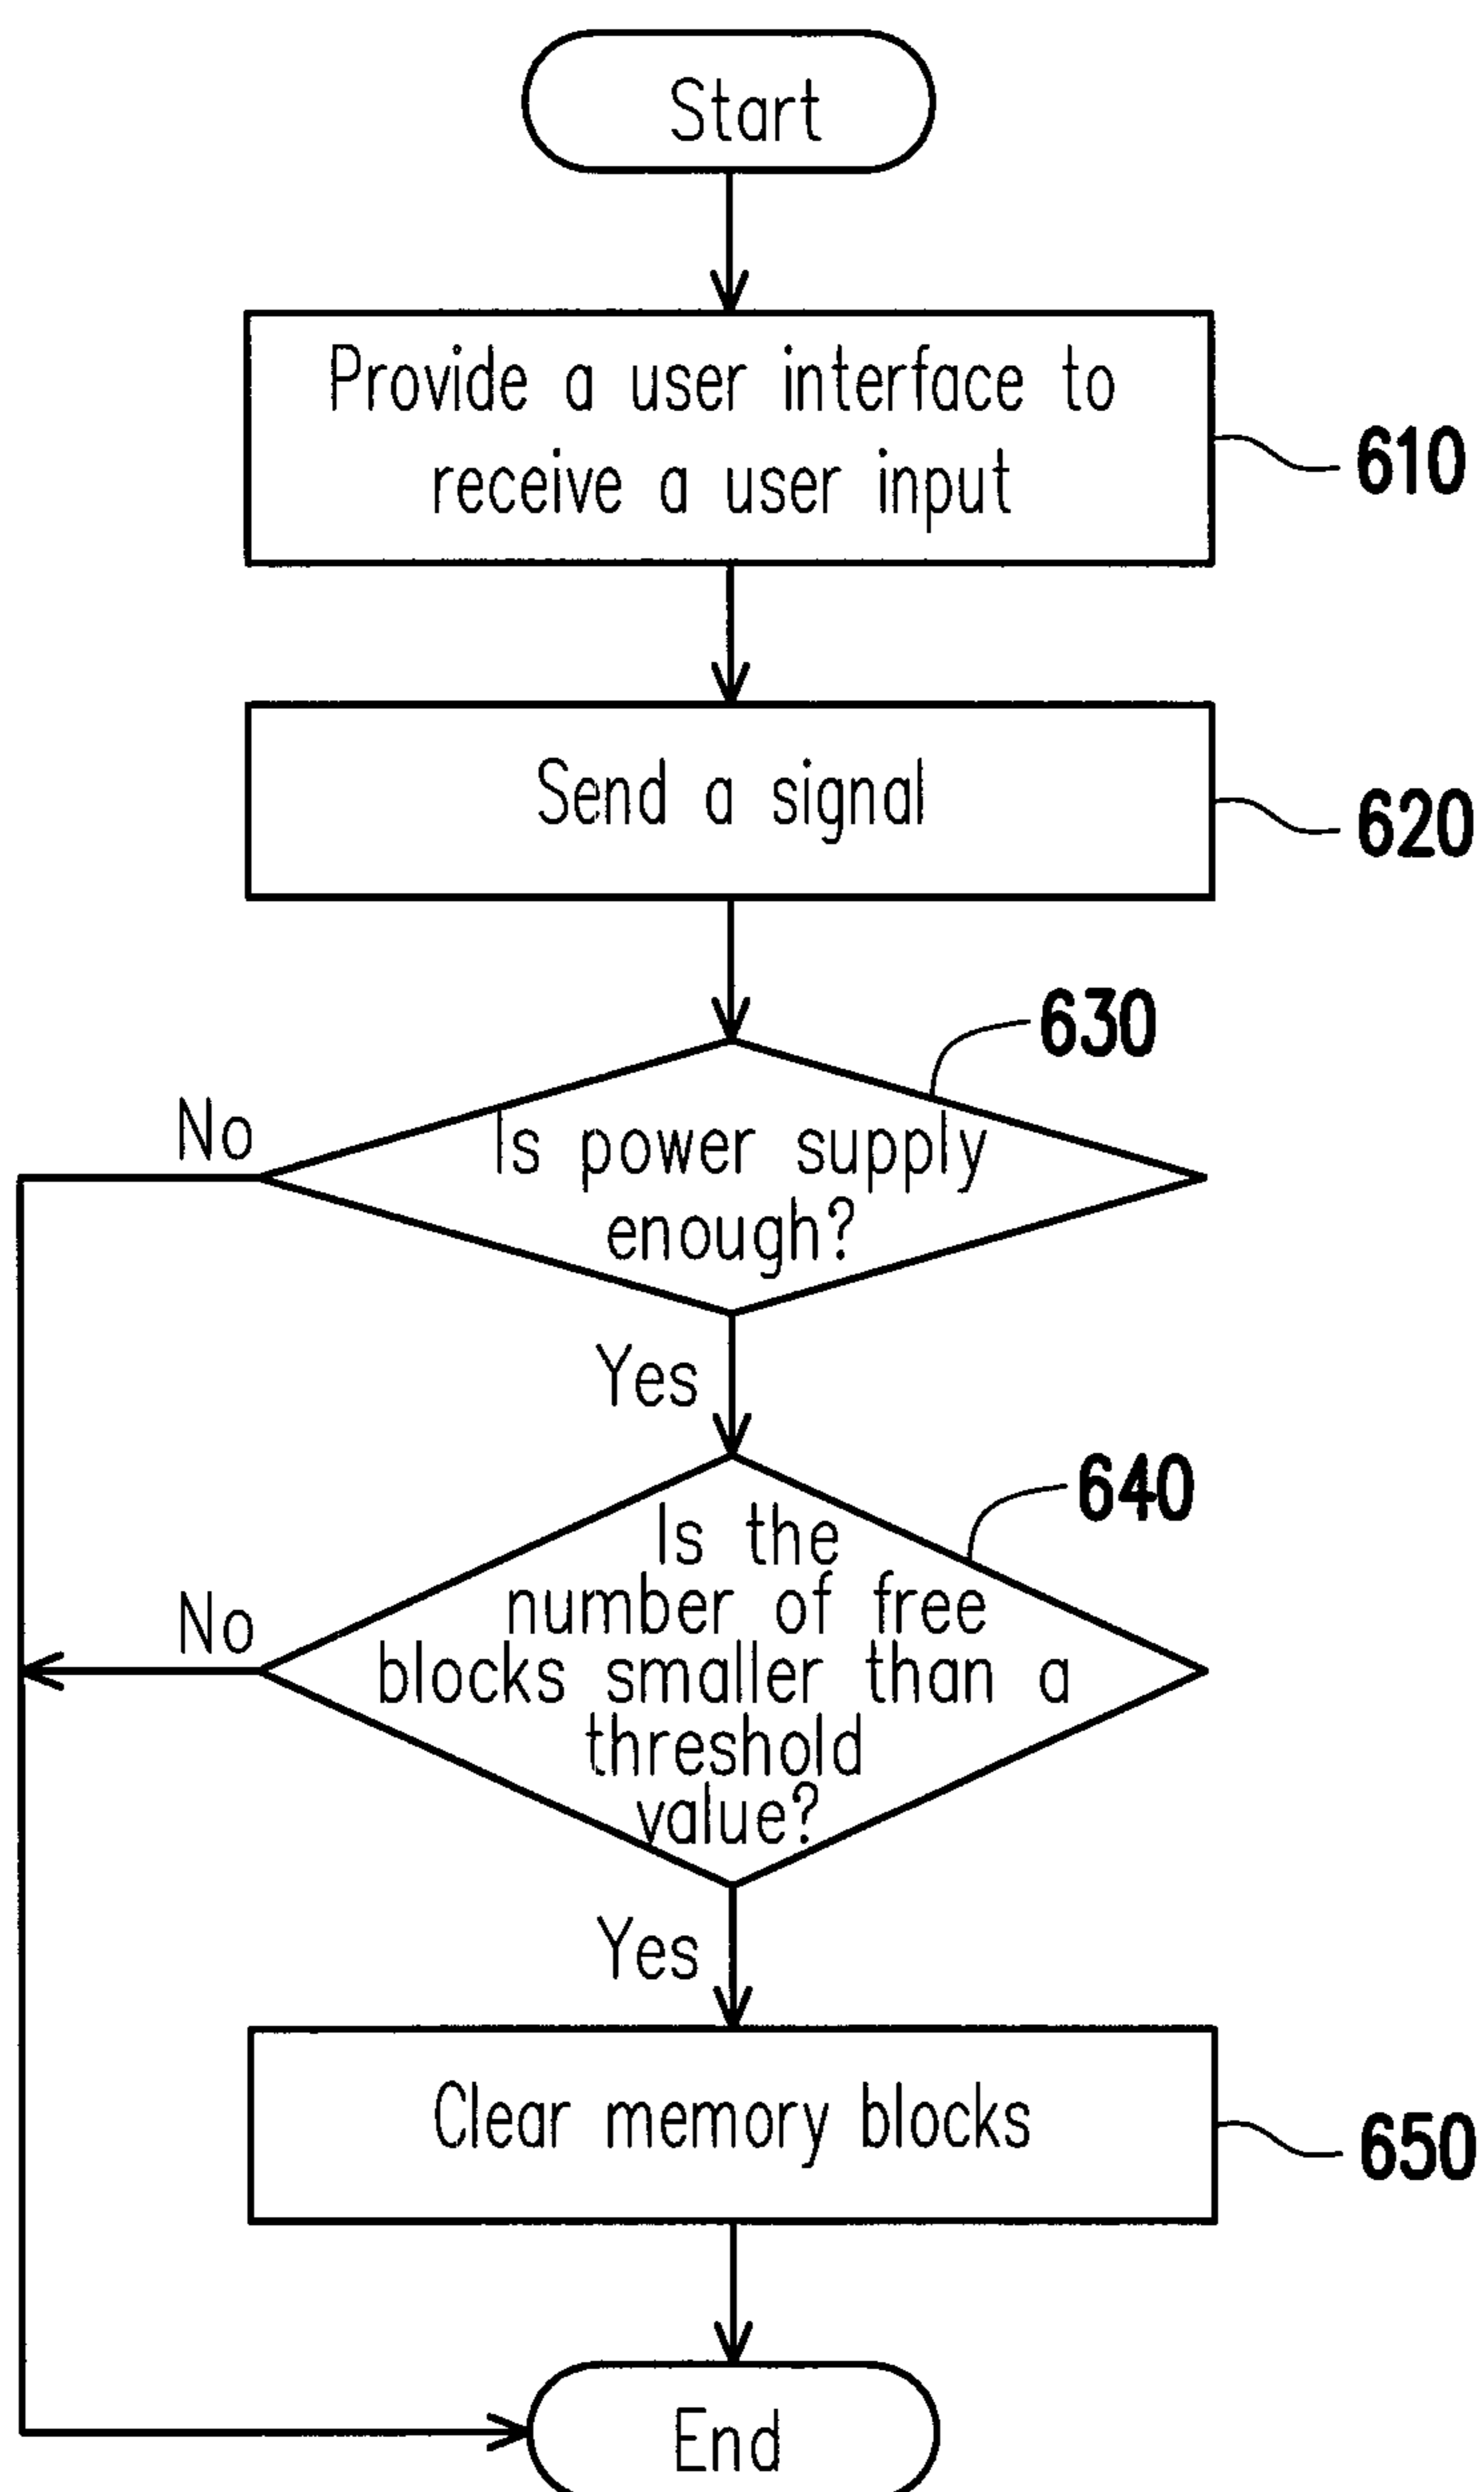 Start
Provide a user interface to
receive a user input
610
Send a signal
620
630
No
Is power supply
enough?
Yes
640
Is the
number of free
No
blocks smaller than a
threshold
value?
Yes
Clear memory blocks
650
End